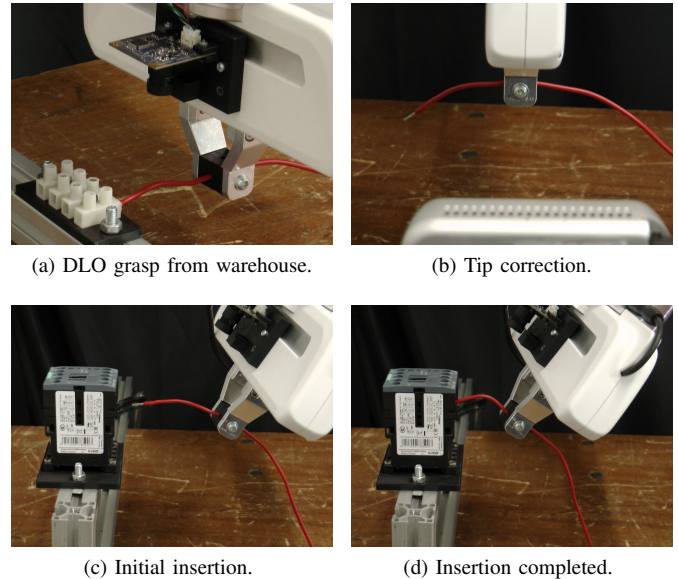 (a) DLO grasp from warehouse.
(b) Tip correction.
(c) Initial insertion.
(d) Insertion completed.